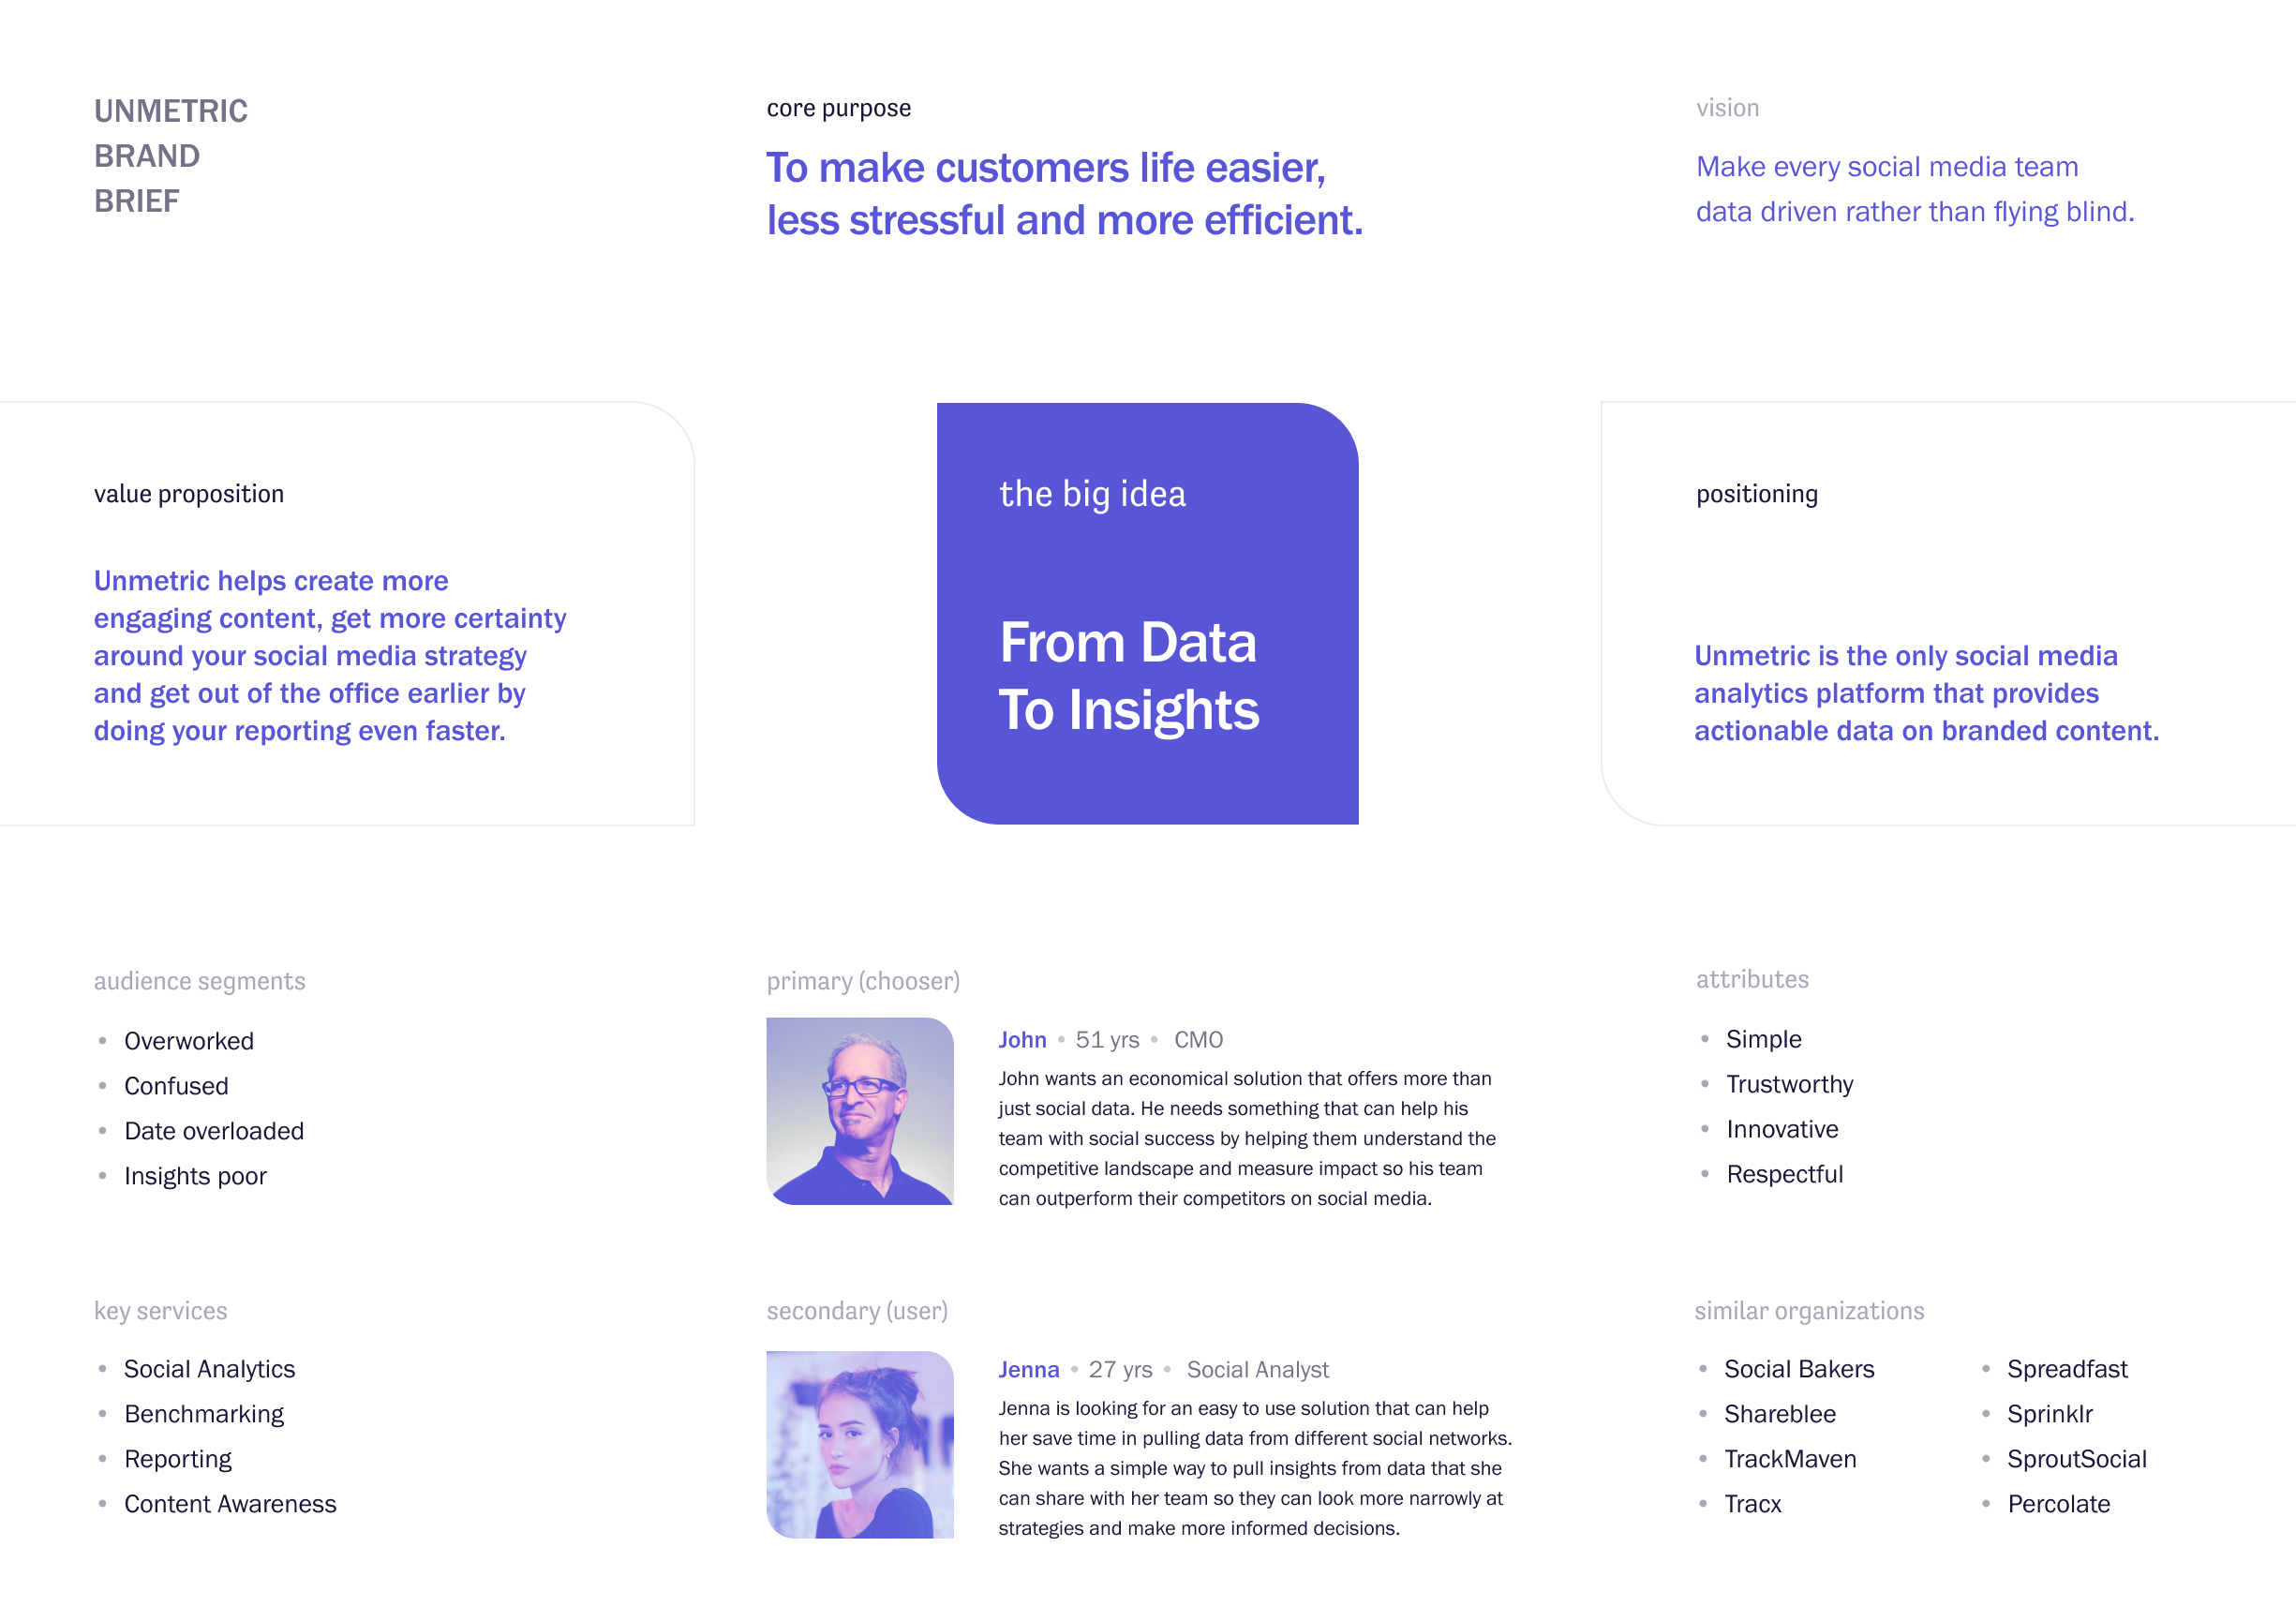 UNMETRIC
BRAND
BRIEF
core purpose
To make customers life easier,
less stressful and more efficient.
vision
Make every social media team
data driven rather than flying blind.
value proposition
Unmetric helps create more
engaging content, get more certainty
around your social media strategy
and get out of the office earlier by
doing your reporting even faster.
the big idea
From Data
To Insights
positioning
Unmetric is the only social media
analytics platform that provides
actionable data on branded content.
audience segments
• Overworked
• Confused
• Date overloaded
• Insights poor
primary (chooser)
John • 51 yrs • CMO
John wants an economical solution that offers more than
just social data. He needs something that can help his
team with social success by helping them understand the
competitive landscape and measure impact so his team
can outperform their competitors on social media.
attributes
• Simple
• Trustworthy
• Innovative
• Respectful
key services
• Social Analytics
• Benchmarking
• Reporting
• Content Awareness
secondary (user)
Jenna • 27 yrs • Social Analyst
Jenna is looking for an easy to use solution that can help
her save time in pulling data from different social networks.
She wants a simple way to pull insights from data that she
can share with her team so they can look more narrowly at
strategies and make more informed decisions.
similar organizations
• Social Bakers
• Shareblee
• TrackMaven
• Tracx
• Spreadfast
• Sprinklr
• SproutSocial
• Percolate